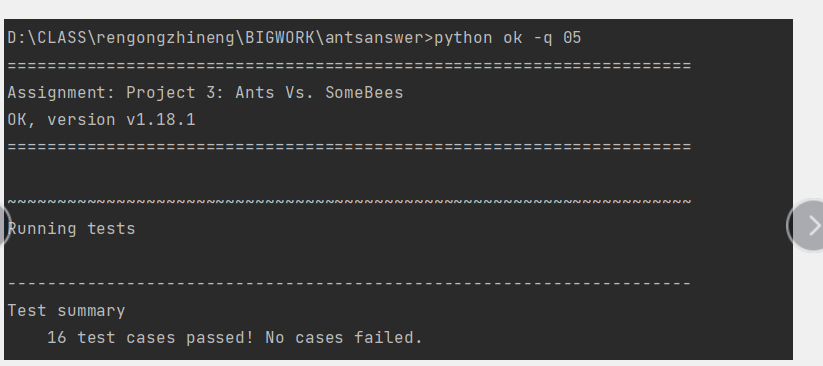 D:\CLASS\rengongzhineng\BIGWORK\antsanswer>python ok -q 05
=====================================================================
Assignment: Project 3: Ants Vs. SomeBees
OK, version v1.18.1
=====================================================================
~~~~~~~~~~~~~~~~~~~~~~~~~~~~~~~~~~~~~~~~~~~~~~~~~~~~~~~~~~~~~~~~~~~~~
Running tests
---------------------------------------------------------------------
Test summary
    16 test cases passed! No cases failed.